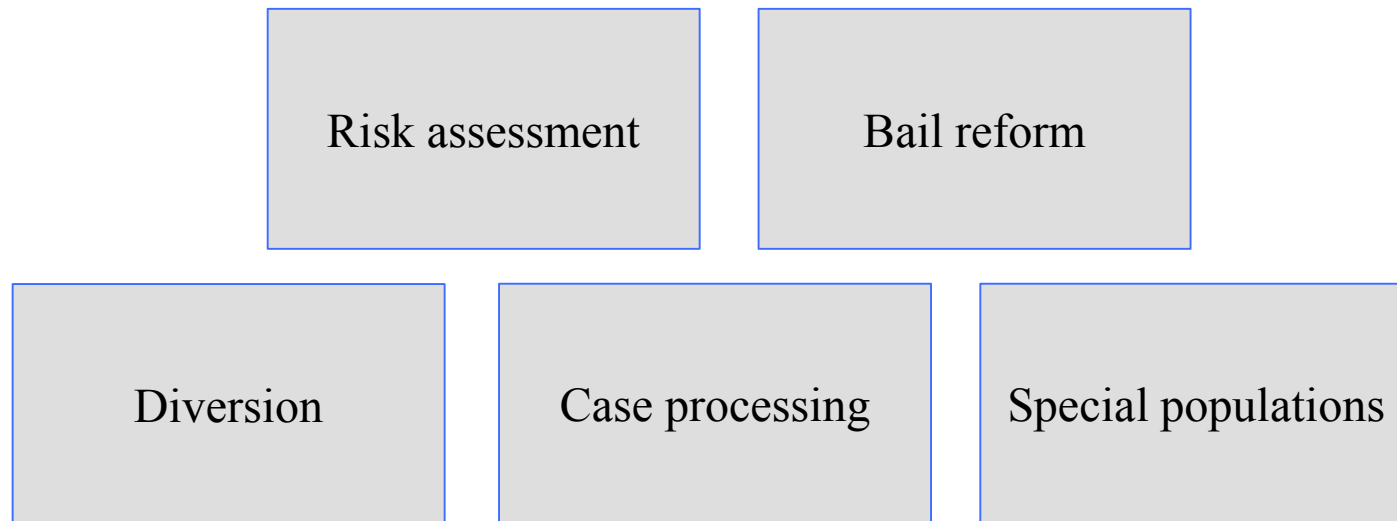 Risk assessment
Bail reform
Diversion
Case processing
Special populations